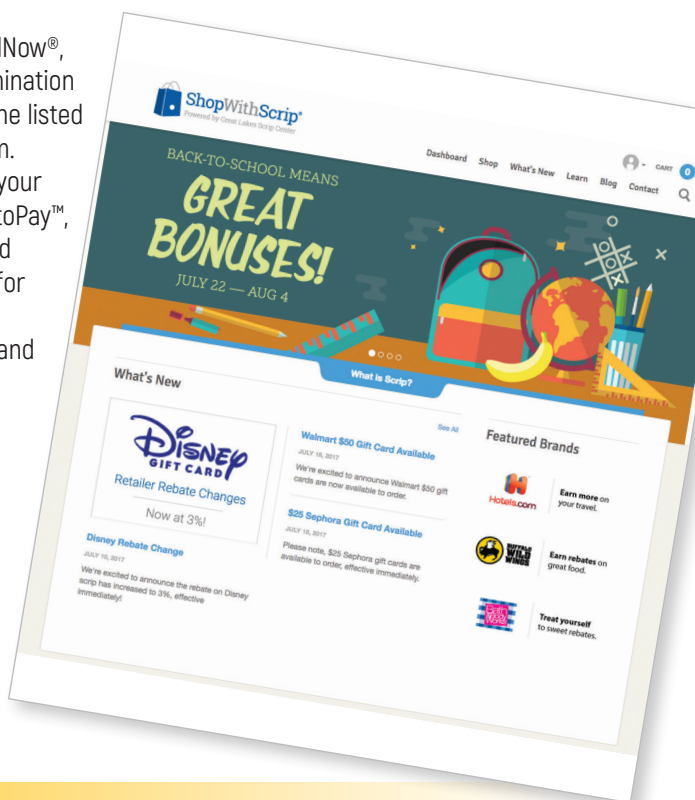 lNow®,
nination
ne listed
n.
your
toPay™,
d
for
and
ShopWithScrip®
Powered by Great Lakes Scrip Center
Dashboard Shop What's New Learn Blog Contact
CART 0
BACK-TO-SCHOOL MEANS
GREAT
BONUSES!
JULY 22 — AUG 4
What is Scrip?
What's New
See All
DISNEY
GIFT CARD
Retailer Rebate Changes
Now at 3%!
Disney Rebate Change
JULY 10, 2017
We're excited to announce the rebate on Disney
scrip has increased to 3%, effective
immediately!
Walmart $50 Gift Card Available
JULY 18, 2017
We're excited to announce Walmart $50 gift
cards are now available to order.
$25 Sephora Gift Card Available
JULY 18, 2017
Please note, $25 Sephora gift cards are
available to order, effective immediately.
Featured Brands
H
Hotels.com
Earn more on
your travel.
BUFFALO
WILD
WINGS
Earn rebates on
great food.
Bath
&Body
Works
Treat yourself
to sweet rebates.